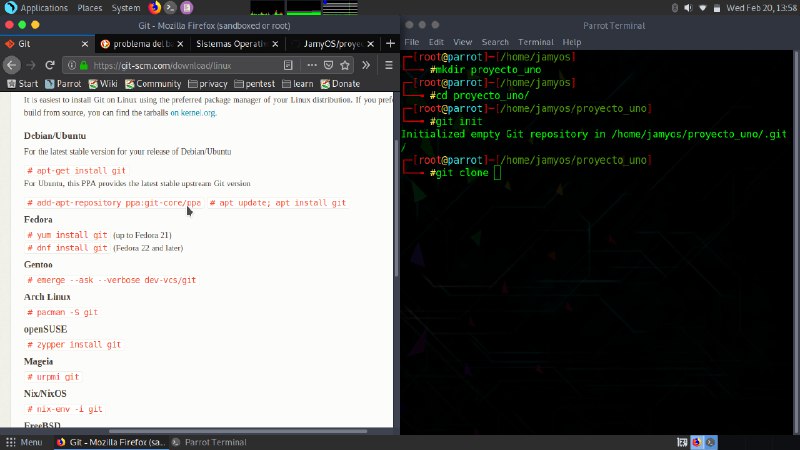 Applications Places System Wed Feb 20, 13:58
Git - Mozilla Firefox (sandboxed or root)
Git problema del ba Sistemas Operativ JamyOS/proyec
https://git-scm.com/download/linux
Start Parrot Wiki Community privacy pentest learn Donate
It is easiest to install Git on Linux using the preferred package manager of your Linux distribution. If you prefe
build from source, you can find the tarballs on kernel.org.
Debian/Ubuntu
For the latest stable version for your release of Debian/Ubuntu
# apt-get install git
For Ubuntu, this PPA provides the latest stable upstream Git version
# add-apt-repository ppa:git-core/ppa # apt update; apt install git
Fedora
# yum install git (up to Fedora 21)
# dnf install git (Fedora 22 and later)
Gentoo
# emerge --ask --verbose dev-vcs/git
Arch Linux
# pacman -S git
openSUSE
# zypper install git
Mageia
# urpmi git
Nix/NixOS
# nix-env -i git
FreeBSD
Parrot Terminal
File Edit View Search Terminal Help
[root@parrot]-[/home/jamyos]
#mkdir proyecto_uno
[root@parrot]-[/home/jamyos]
#cd proyecto_uno/
[root@parrot]-[/home/jamyos/proyecto_uno]
#git init
Initialized empty Git repository in /home/jamyos/proyecto_uno/.git
/
[root@parrot]-[/home/jamyos/proyecto_uno]
#git clone
Menu Git - Mozilla Firefox (sa... Parrot Terminal